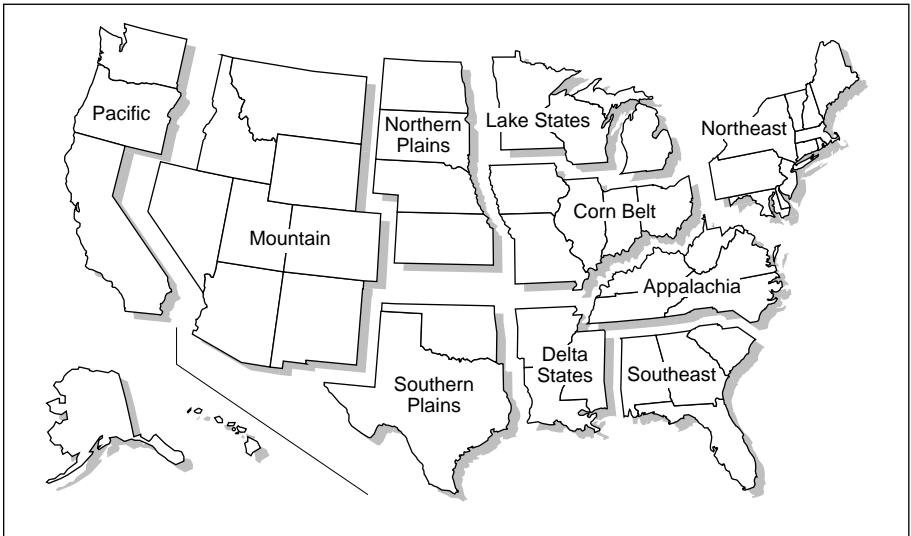 Pacific
Northern
Plains
Lake States
Northeast
Corn Belt
Mountain
Appalachia
Delta
States
Southeast
Southern
Plains